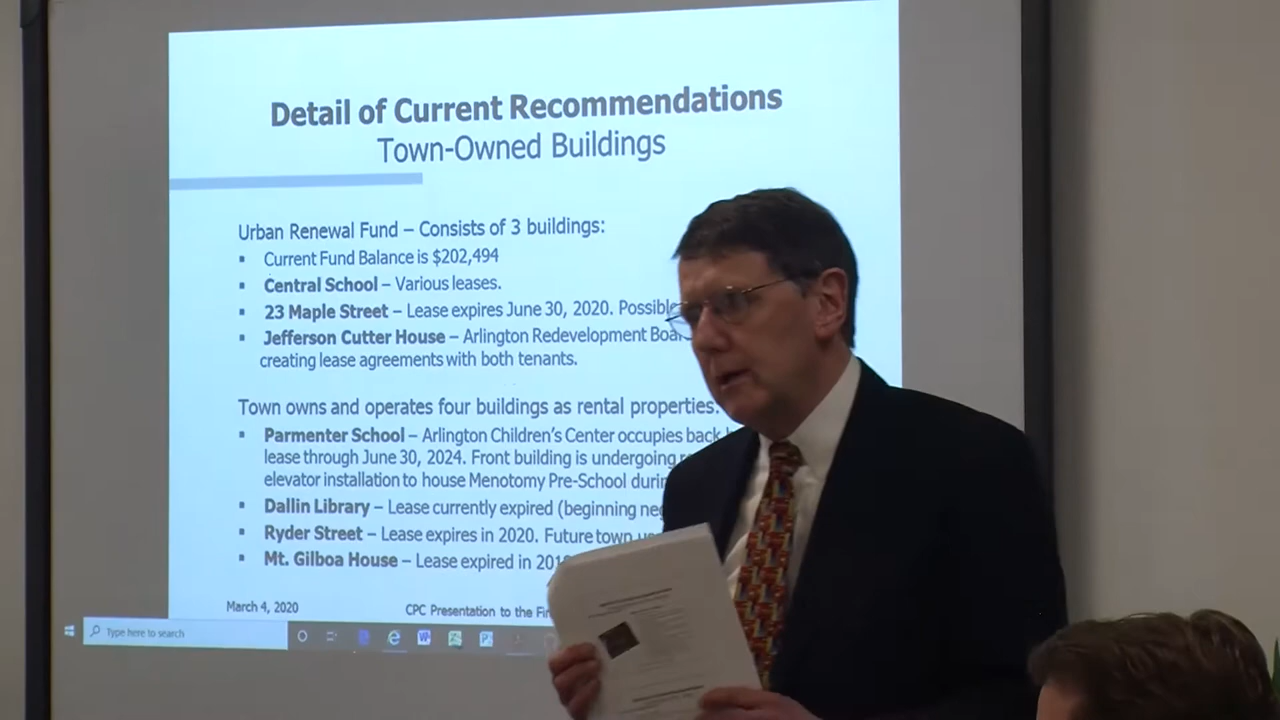 Detail of Current Recommendations
Town-Owned Buildings
Urban Renewal Fund – Consists of 3 buildings:
▪ Current Fund Balance is $202,494
▪ Central School – Various leases.
▪ 23 Maple Street – Lease expires June 30, 2020. Possible
▪ Jefferson Cutter House – Arlington Redevelopment
creating lease agreements with both tenants.
Town owns and operates four buildings as rental properties:
▪ Parmenter School – Arlington Children's Center occupies back
lease through June 30, 2024. Front building is undergoing
elevator installation to house Menotomy Pre-School
▪ Dallin Library – Lease currently expired (beginning
▪ Ryder Street – Lease expires in 2020. Future town
▪ Mt. Gilboa House – Lease expired in
March 4, 2020
CPC Presentation to the
Type here to search